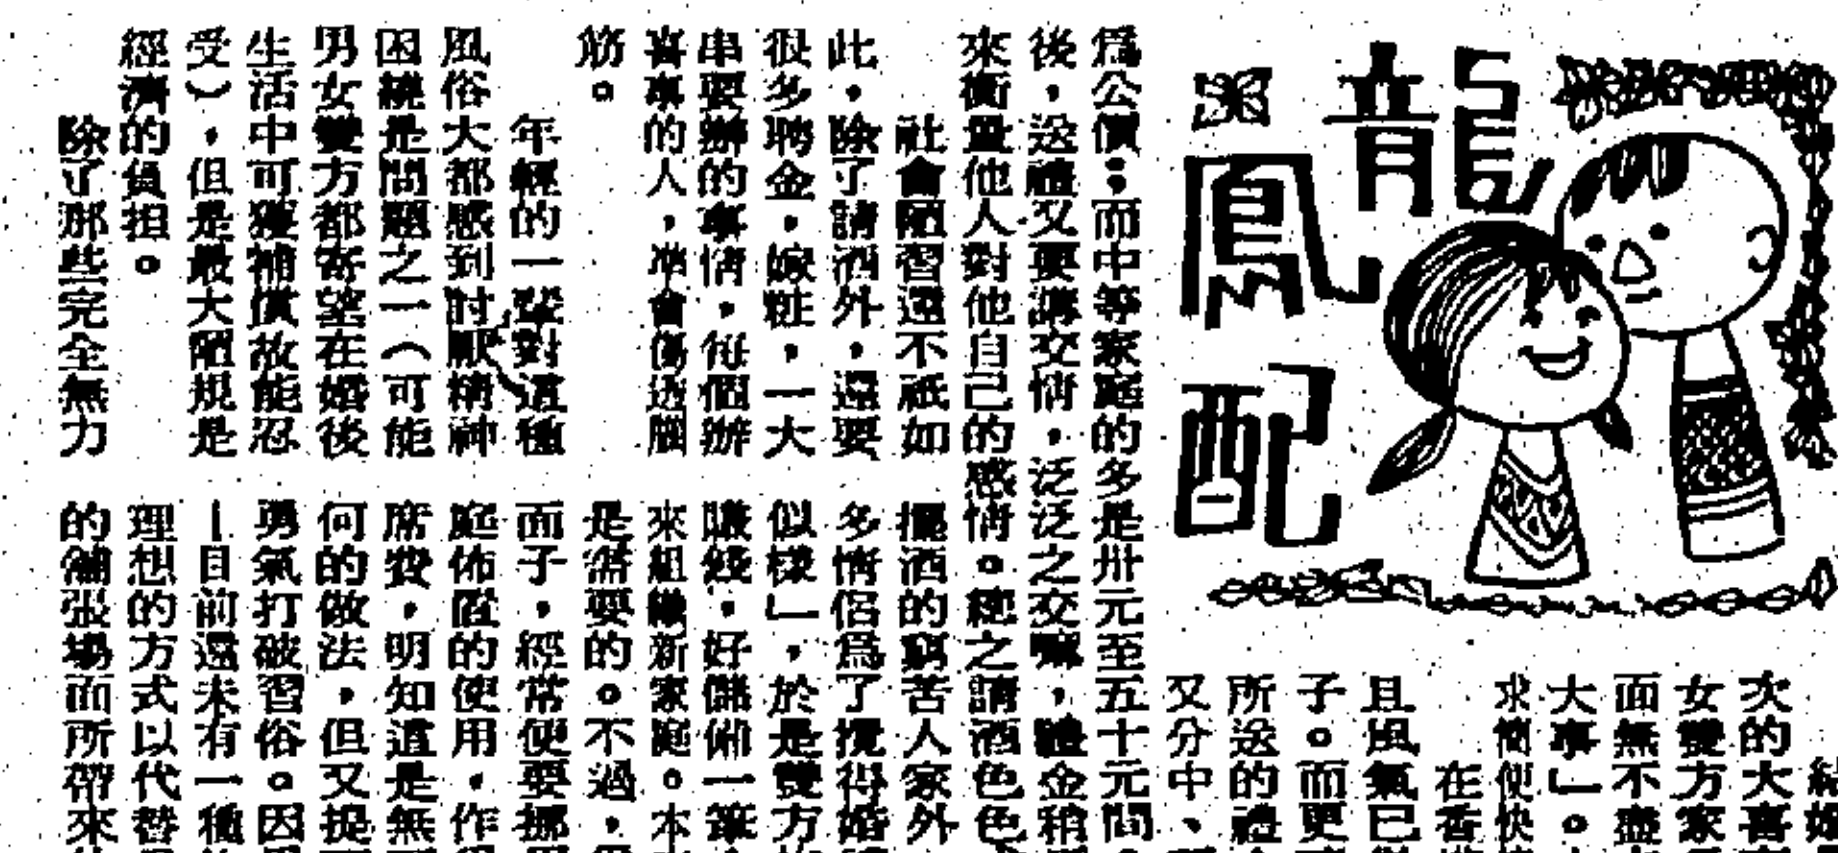 龍鳳配
結婚
次的大喜
女雙方家
面無不盡
大事」。
求簡便快
在香
且風氣已
子。而更
所送的禮
又分中、
爲公價；而中等家庭的多是卅元至五十元間
後，送禮又要講交情，泛泛之交嘛，禮金稍
來衡量他人對他自己的感情。總之請酒色色
社會陋習還不祇如
此，除了請酒外，還要
很多聘金，嫁粧，一大
串要辦的事情，每個辦
喜事的人，準會傷透腦
筋。
年輕的一輩對這種
風俗大都感到討厭精神
困繞是問題之一（可能
男女雙方都寄望在婚後
生活中可獲補償故能忍
受），但是最大陋規是
經濟的負担。
除了那些完全無力
擺酒的窮苦人家外
多情侶爲了攪得婚
似樣」，於是雙方
賺錢，好儲備一筆
來組織新家庭。本
是需要的。不過，
面子，經常便要挪
庭佈置的使用，作
席費，明知這是無
何的做法，但又提
勇氣打破習俗。因
—目前還未有一種
理想的方式以代替
的舖張場面而所帶來